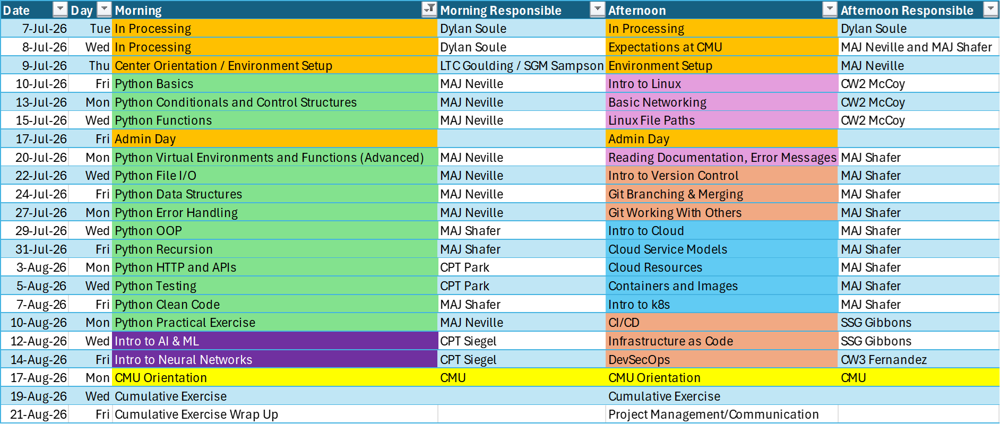 Date Day Morning Morning Responsible Afternoon Afternoon Responsible
7-Jul-26 Tue In Processing Dylan Soule In Processing Dylan Soule
8-Jul-26 Wed In Processing Dylan Soule Expectations at CMU MAJ Neville and MAJ Shafer
9-Jul-26 Thu Center Orientation / Environment Setup LTC Goulding / SGM Sampson Environment Setup MAJ Neville
10-Jul-26 Fri Python Basics MAJ Neville Intro to Linux CW2 McCoy
13-Jul-26 Mon Python Conditionals and Control Structures MAJ Neville Basic Networking CW2 McCoy
15-Jul-26 Wed Python Functions MAJ Neville Linux File Paths CW2 McCoy
17-Jul-26 Fri Admin Day Admin Day
20-Jul-26 Mon Python Virtual Environments and Functions (Advanced) MAJ Neville Reading Documentation, Error Messages MAJ Shafer
22-Jul-26 Wed Python File I/O MAJ Neville Intro to Version Control MAJ Shafer
24-Jul-26 Fri Python Data Structures MAJ Neville Git Branching & Merging MAJ Shafer
27-Jul-26 Mon Python Error Handling MAJ Neville Git Working With Others MAJ Shafer
29-Jul-26 Wed Python OOP MAJ Shafer Intro to Cloud MAJ Shafer
31-Jul-26 Fri Python Recursion MAJ Shafer Cloud Service Models MAJ Shafer
3-Aug-26 Mon Python HTTP and APIs CPT Park Cloud Resources MAJ Shafer
5-Aug-26 Wed Python Testing CPT Park Containers and Images MAJ Shafer
7-Aug-26 Fri Python Clean Code MAJ Shafer Intro to k8s MAJ Shafer
10-Aug-26 Mon Python Practical Exercise MAJ Neville CI/CD SSG Gibbons
12-Aug-26 Wed Intro to AI & ML CPT Siegel Infrastructure as Code SSG Gibbons
14-Aug-26 Fri Intro to Neural Networks CPT Siegel DevSecOps CW3 Fernandez
17-Aug-26 Mon CMU Orientation CMU CMU Orientation CMU
19-Aug-26 Wed Cumulative Exercise Cumulative Exercise
21-Aug-26 Fri Cumulative Exercise Wrap Up Project Management/Communication